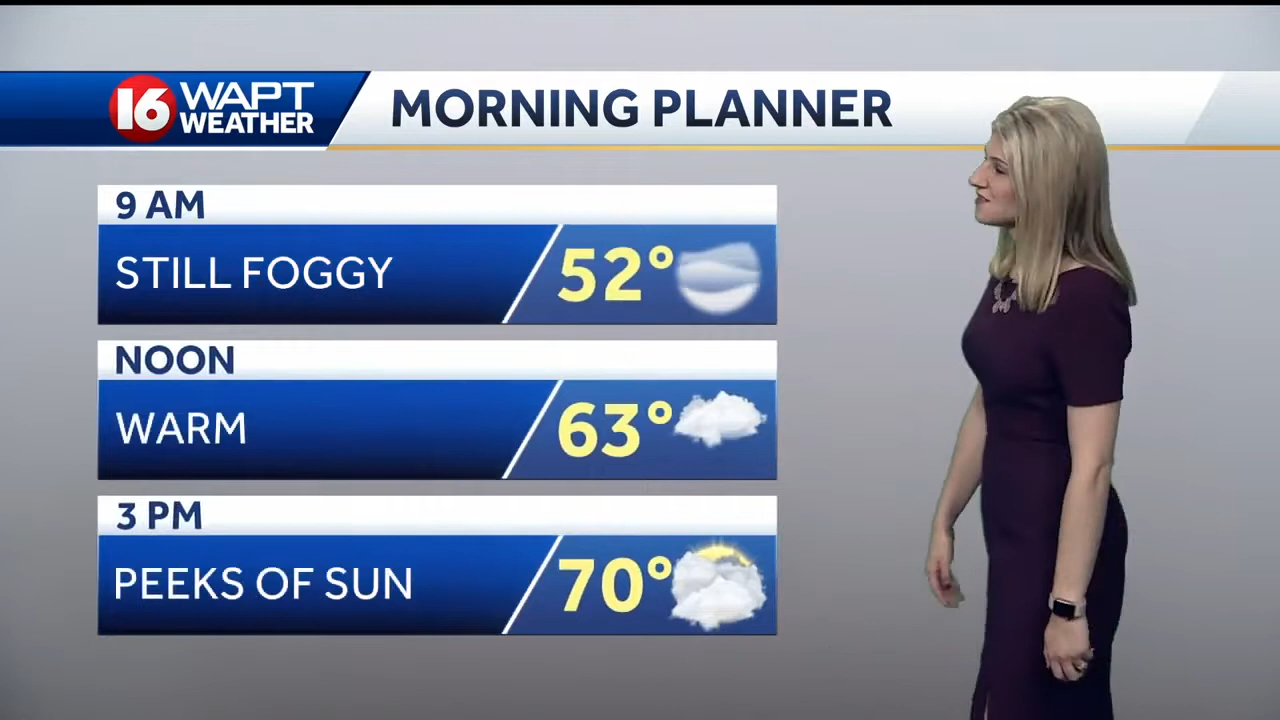 16 WAPT
WEATHER
MORNING PLANNER
9 AM
STILL FOGGY 52°
NOON
WARM 63°
3 PM
PEEKS OF SUN 70°